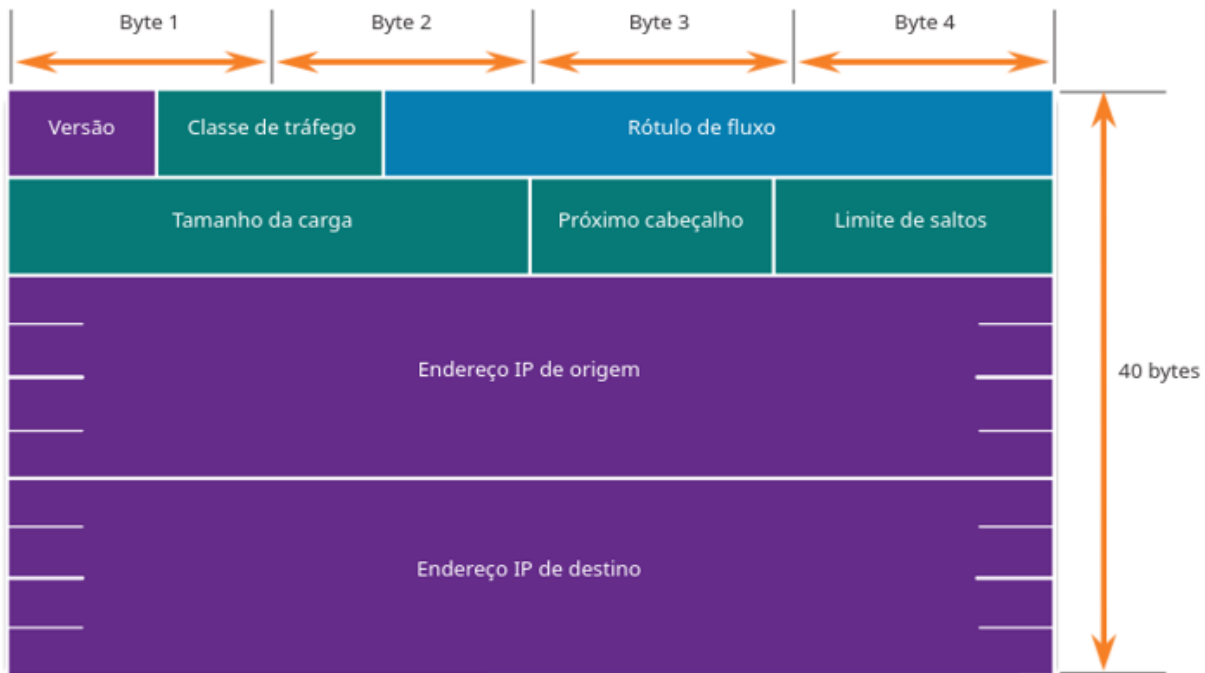 Byte 1 Byte 2 Byte 3 Byte 4
Versão Classe de tráfego Rótulo de fluxo
Tamanho da carga Próximo cabeçalho Limite de saltos
Endereço IP de origem
40 bytes
Endereço IP de destino